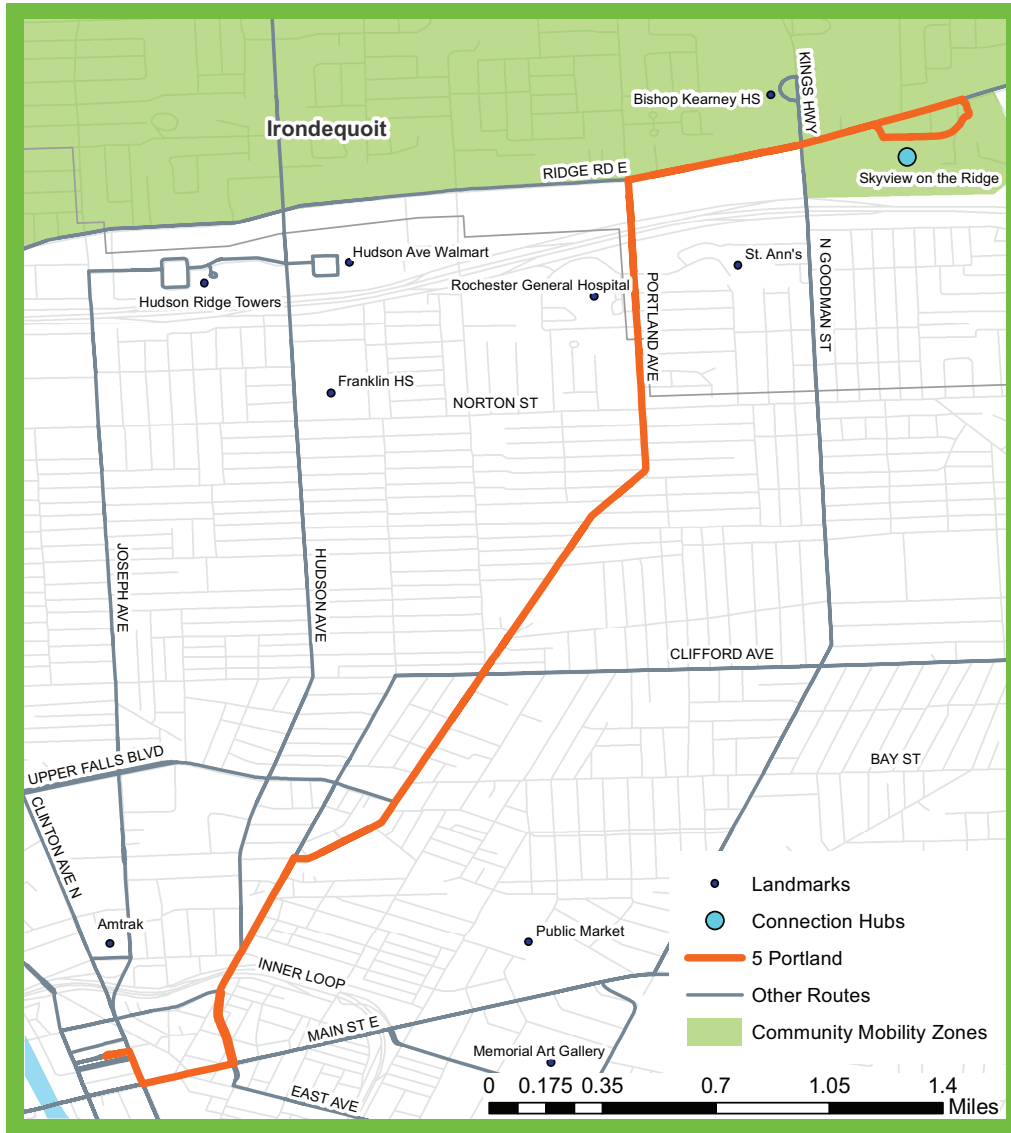 KINGS HWY
Bishop Kearney HS
Irondequoit
RIDGE RD E
Skyview on the Ridge
Hudson Ave Walmart
St. Ann's
Rochester General Hospital
Hudson Ridge Towers
PORTLAND AVE
N GOODMAN ST
Franklin HS
NORTON ST
JOSEPH AVE
HUDSON AVE
CLIFFORD AVE
UPPER FALLS BLVD
BAY ST
CLINTON AVE N
Amtrak
Public Market
INNER LOOP
MAIN ST E
Memorial Art Gallery
EAST AVE
Landmarks
Connection Hubs
5 Portland
Other Routes
Community Mobility Zones
0 0.175 0.35 0.7 1.05 1.4
Miles